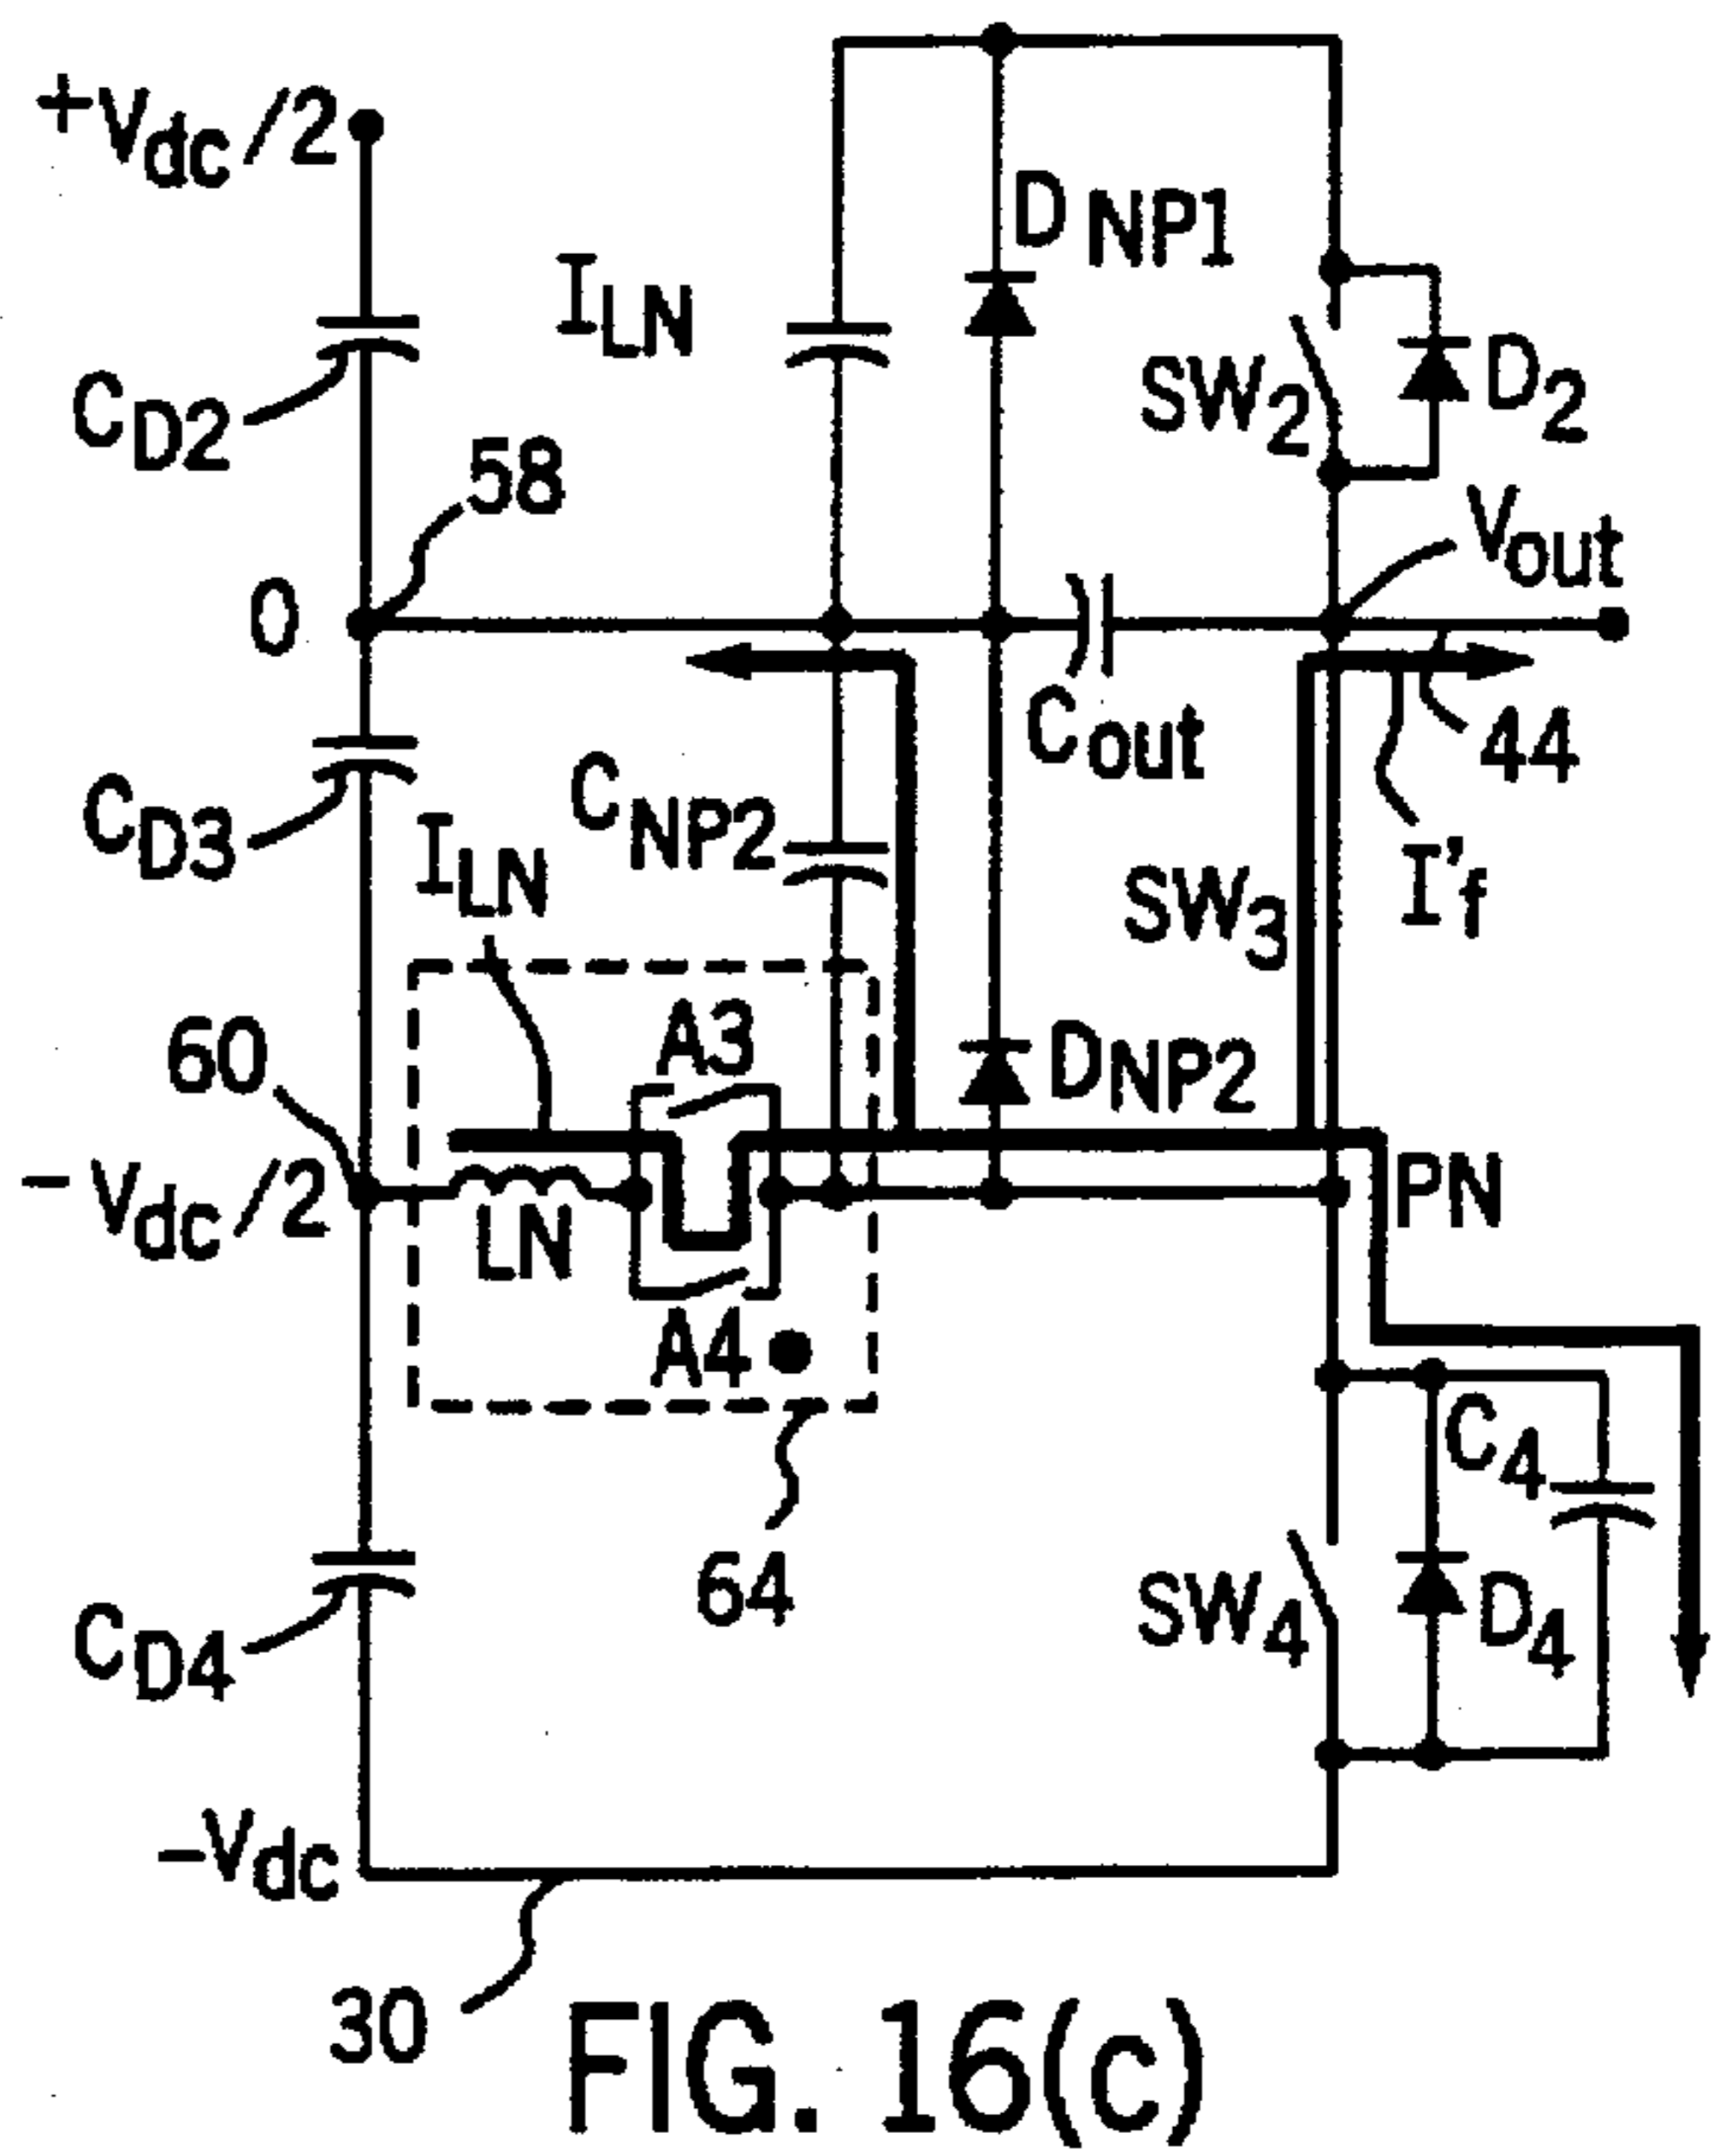 +Vdc/2
DNP1
ILN
SW2
D2
CD2
58
Vout
0
Cout
44
CD3
CNP2
ILN
SW3
I'f
60
A3
DNP2
-Vdc/2
LN
PN
A4
C4
64
SW4
D4
CD4
-Vdc
30
FIG. 16(c)